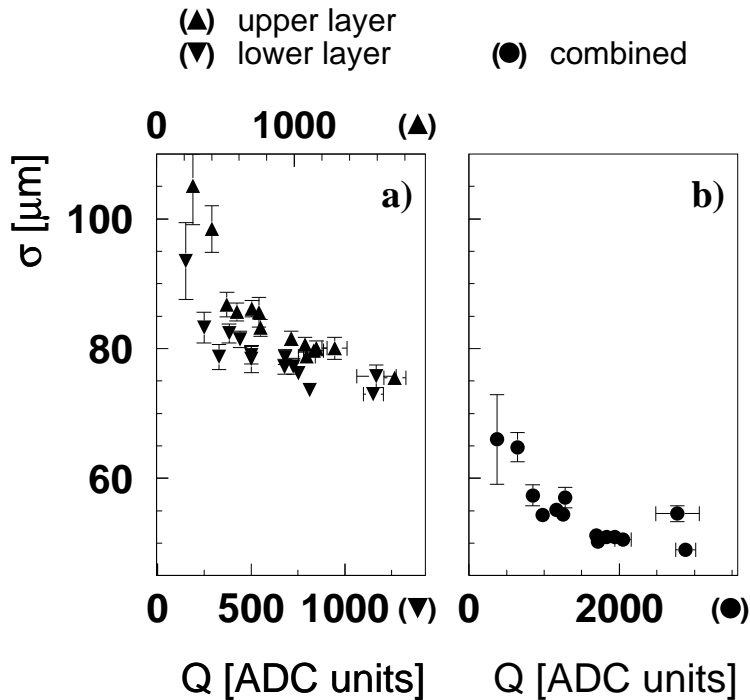 (▲) upper layer
(▼) lower layer (●) combined
0 1000 (▲)
a) b)
σ [μm]
100
80
60
0 500 1000 (▼) 0 2000 (●)
Q [ADC units] Q [ADC units]